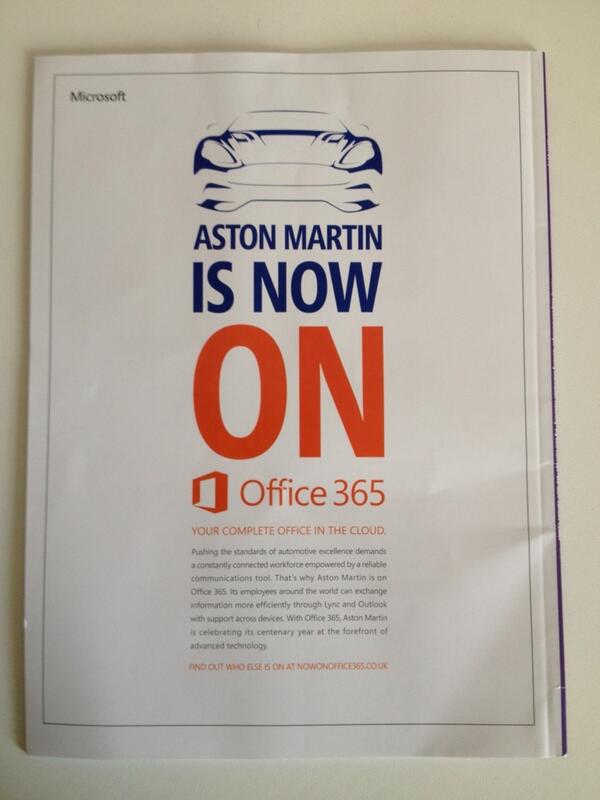 Microsoft
ASTON MARTIN
IS NOW
ON
Office 365
YOUR COMPLETE OFFICE IN THE CLOUD.
Pushing the standards of automotive excellence demands
a constantly connected workforce empowered by a reliable
communications tool. That's why Aston Martin is on
Office 365. Its employees around the world can exchange
information more efficiently through Lync and Outlook
with support across devices. With Office 365, Aston Martin
is celebrating its centenary year at the forefront of
advanced technology.
FIND OUT WHO ELSE IS ON AT NOWONOFFICE365.CO.UK